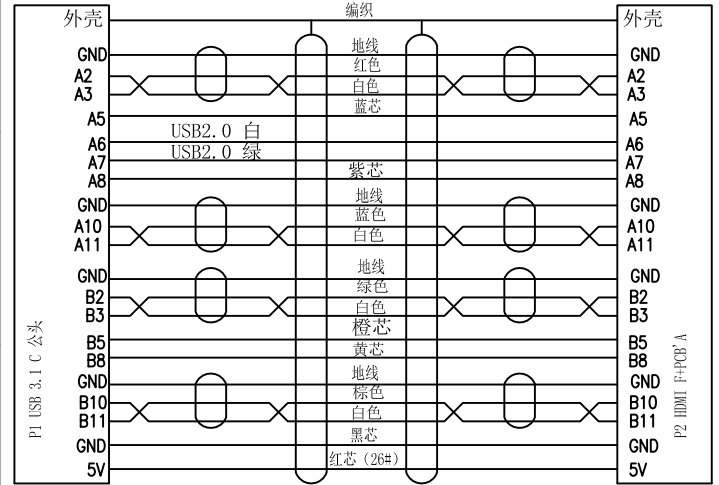 编织
外壳 外壳
GND 地线 GND
A2 红色 A2
A3 白色 A3
A5 蓝芯 A5
A6 USB2.0 白 A6
A7 USB2.0 绿 A7
A8 紫芯 A8
GND 地线 GND
A10 蓝色 A10
A11 白色 A11
GND 地线 GND
B2 绿色 B2
B3 白色 B3
B5 橙芯 B5
B8 黄芯 B8
GND 地线 GND
B10 棕色 B10
B11 白色 B11
GND 黑芯 GND
5V 红芯（26#） 5V
P1 USB 3.1 C 公头
P2 HDMI F+PCB'A